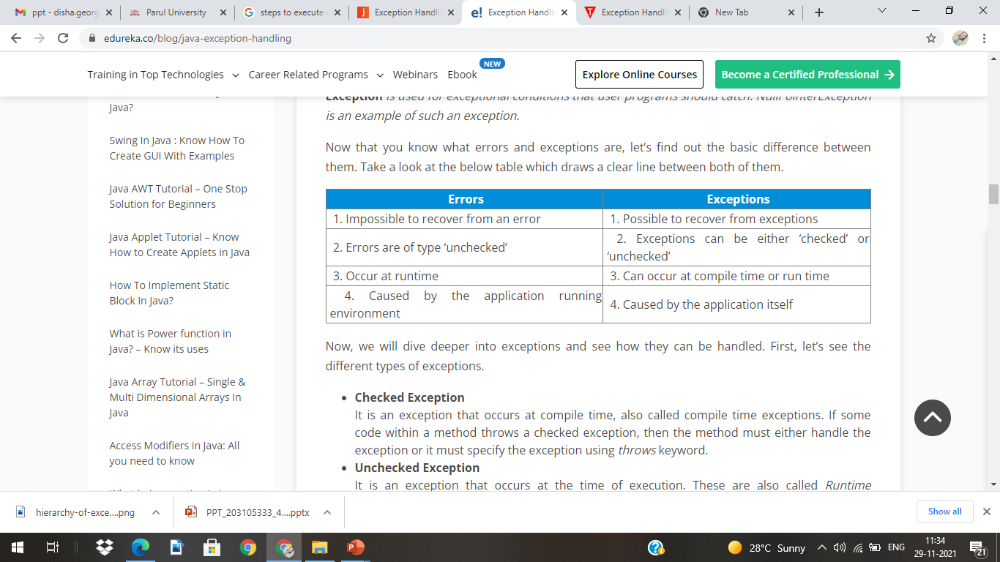 ppt - disha.georg
Parul University
steps to execute
Exception Handli
Exception Handli
Exception Handli
New Tab
edureka.co/blog/java-exception-handling
Training in Top Technologies
Career Related Programs
Webinars
Ebook
NEW
Explore Online Courses
Become a Certified Professional
Java?
Swing In Java : Know How To
Create GUI With Examples
Java AWT Tutorial – One Stop
Solution for Beginners
Java Applet Tutorial – Know
How to Create Applets in Java
How To Implement Static
Block In Java?
What is Power function in
Java? – Know its uses
Java Array Tutorial – Single &
Multi Dimensional Arrays In
Java
Access Modifiers in Java: All
you need to know
Exception is used for exceptional conditions that user programs should catch. NullPointerException
is an example of such an exception.
Now that you know what errors and exceptions are, let’s find out the basic difference between
them. Take a look at the below table which draws a clear line between both of them.
Errors Exceptions
1. Impossible to recover from an error
1. Possible to recover from exceptions
2. Errors are of type ‘unchecked’
2. Exceptions can be either ‘checked’ or
‘unchecked’
3. Occur at runtime
3. Can occur at compile time or run time
4. Caused by the application running
environment
4. Caused by the application itself
Now, we will dive deeper into exceptions and see how they can be handled. First, let’s see the
different types of exceptions.
• Checked Exception
It is an exception that occurs at compile time, also called compile time exceptions. If some
code within a method throws a checked exception, then the method must either handle the
exception or it must specify the exception using throws keyword.
• Unchecked Exception
It is an exception that occurs at the time of execution. These are also called Runtime
hierarchy-of-exce....png
PPT_203105333_4....pptx
Show all
28°C Sunny
ENG
11:34
29-11-2021
21